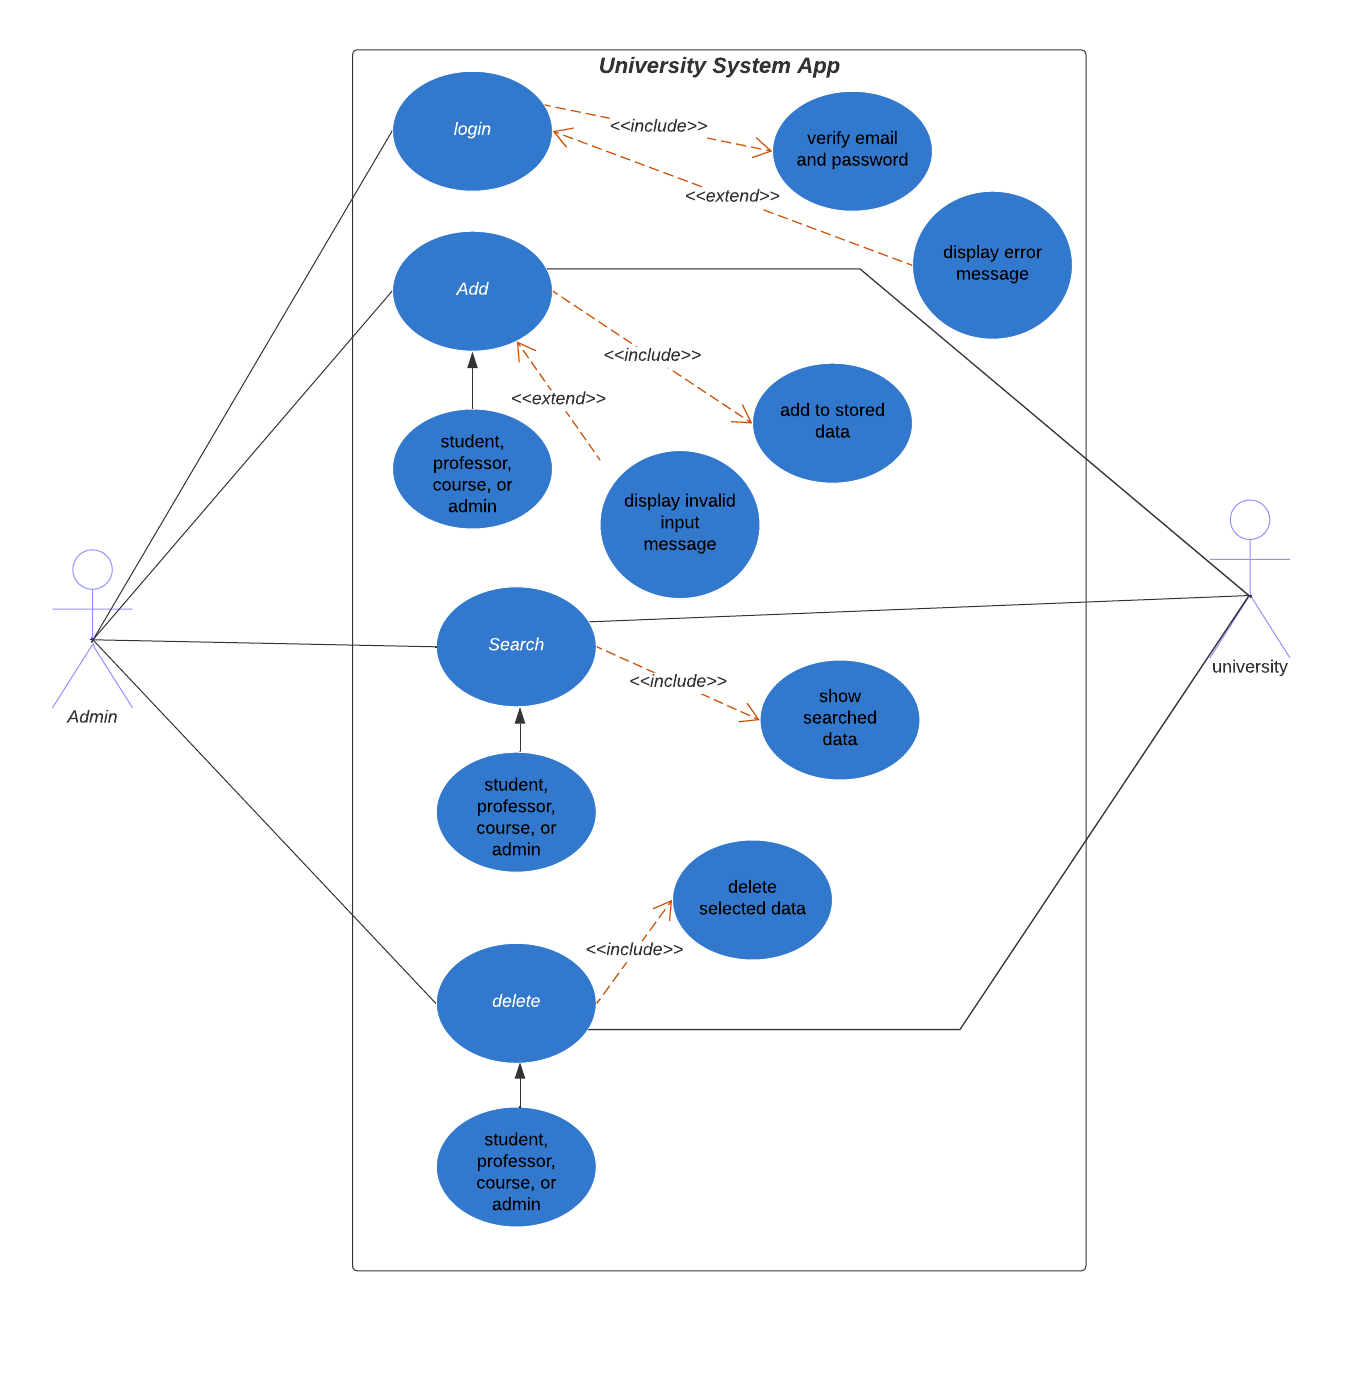 University System App
login
<<include>>
verify email
and password
<<extend>>
display error
message
Add
<<include>>
<<extend>>
add to stored
data
student,
professor,
course, or
admin
display invalid
input
message
Search
<<include>>
show
searched
data
Admin
university
student,
professor,
course, or
admin
delete
selected data
<<include>>
delete
student,
professor,
course, or
admin